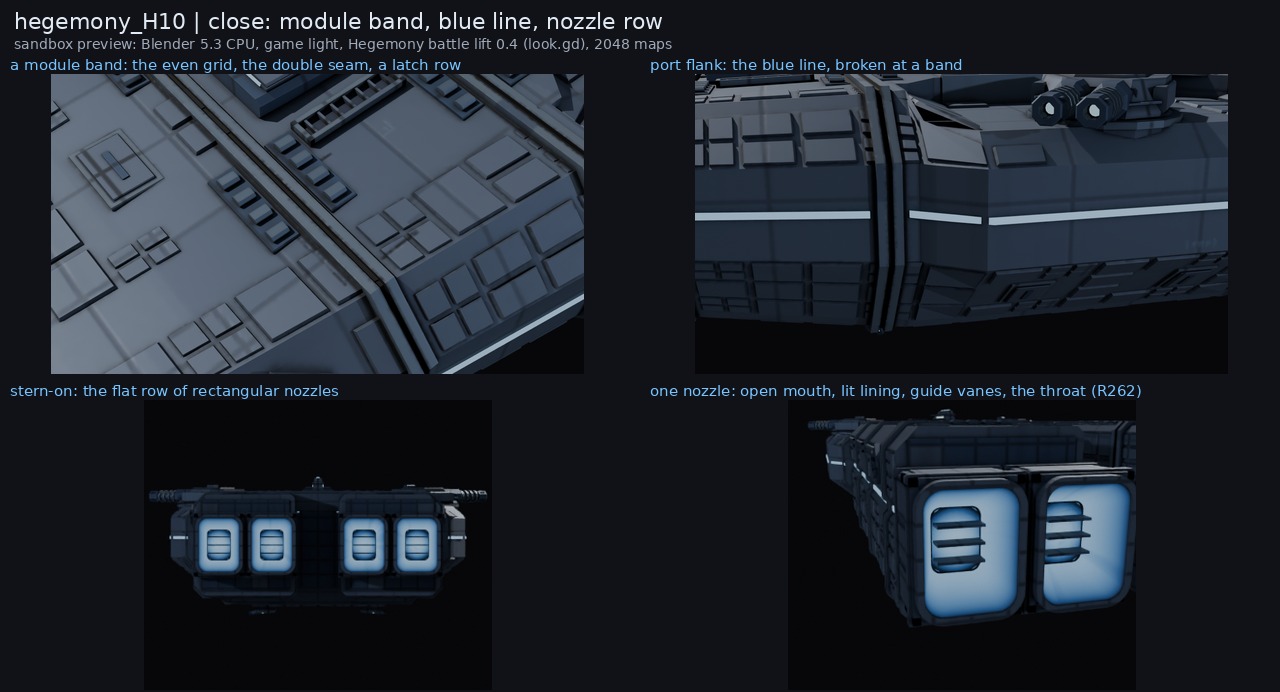 hegemony_H10 | close: module band, blue line, nozzle row
sandbox preview: Blender 5.3 CPU, game light, Hegemony battle lift 0.4 (look.gd), 2048 maps
a module band: the even grid, the double seam, a latch row
port flank: the blue line, broken at a band
stern-on: the flat row of rectangular nozzles
one nozzle: open mouth, lit lining, guide vanes, the throat (R262)